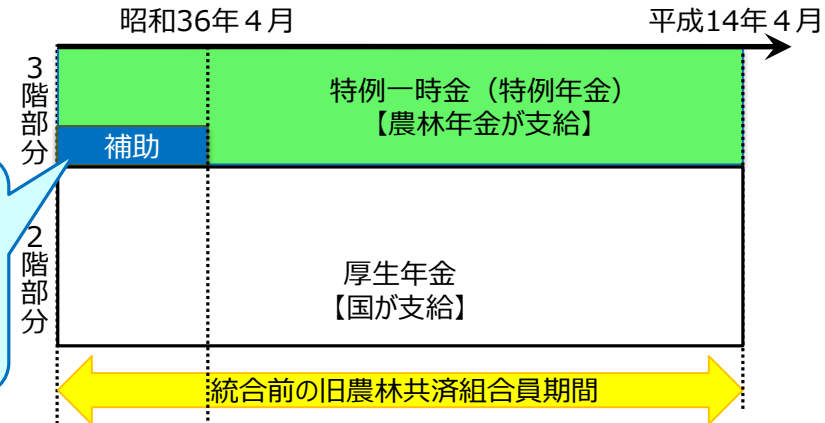 昭和36年４月
平成14年４月
３階部分
特例一時金（特例年金）
【農林年金が支給】
補助
２階部分
厚生年金
【国が支給】
統合前の旧農林共済組合員期間